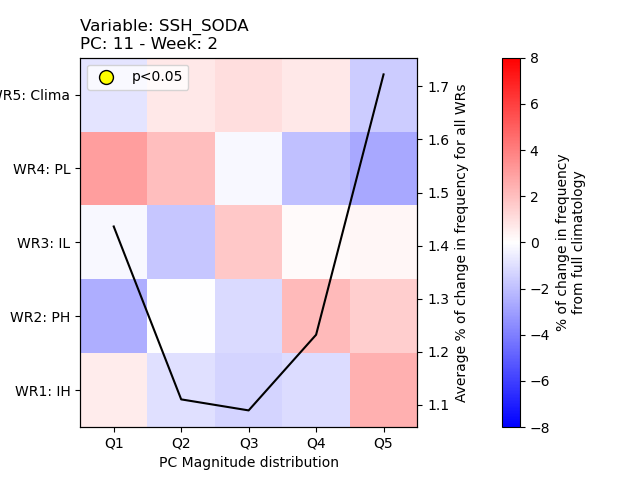 Variable: SSH_SODA
PC: 11 - Week: 2
p<0.05
WR5: Clima
WR4: PL
WR3: IL
WR2: PH
WR1: IH
Q1 Q2 Q3 Q4 Q5
PC Magnitude distribution
1.7
1.6
1.5
1.4
1.3
1.2
1.1
Average % of change in frequency for all WRs
8
6
4
2
0
−2
−4
−6
−8
% of change in frequency
from full climatology